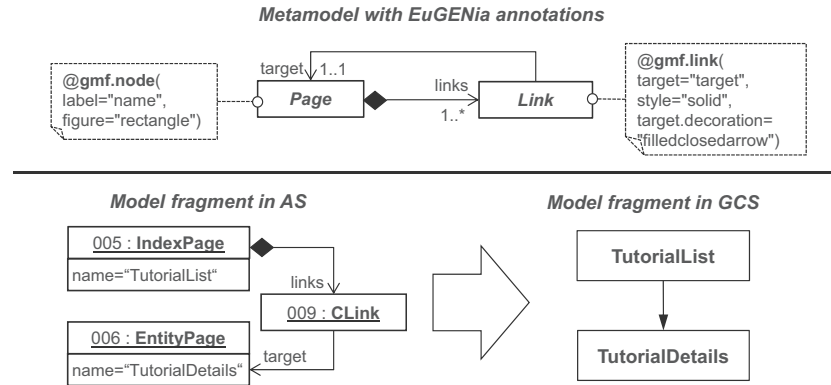 Metamodel with EuGENia annotations
@gmf.node(
label="name",
figure="rectangle")
target 1..1
Page
links
1..*
Link
@gmf.link(
target="target",
style="solid",
target.decoration=
"filledclosedarrow")
Model fragment in AS
005 : IndexPage
name=“TutorialList“
links
009 : CLink
006 : EntityPage
name=“TutorialDetails“
target
Model fragment in GCS
TutorialList
TutorialDetails